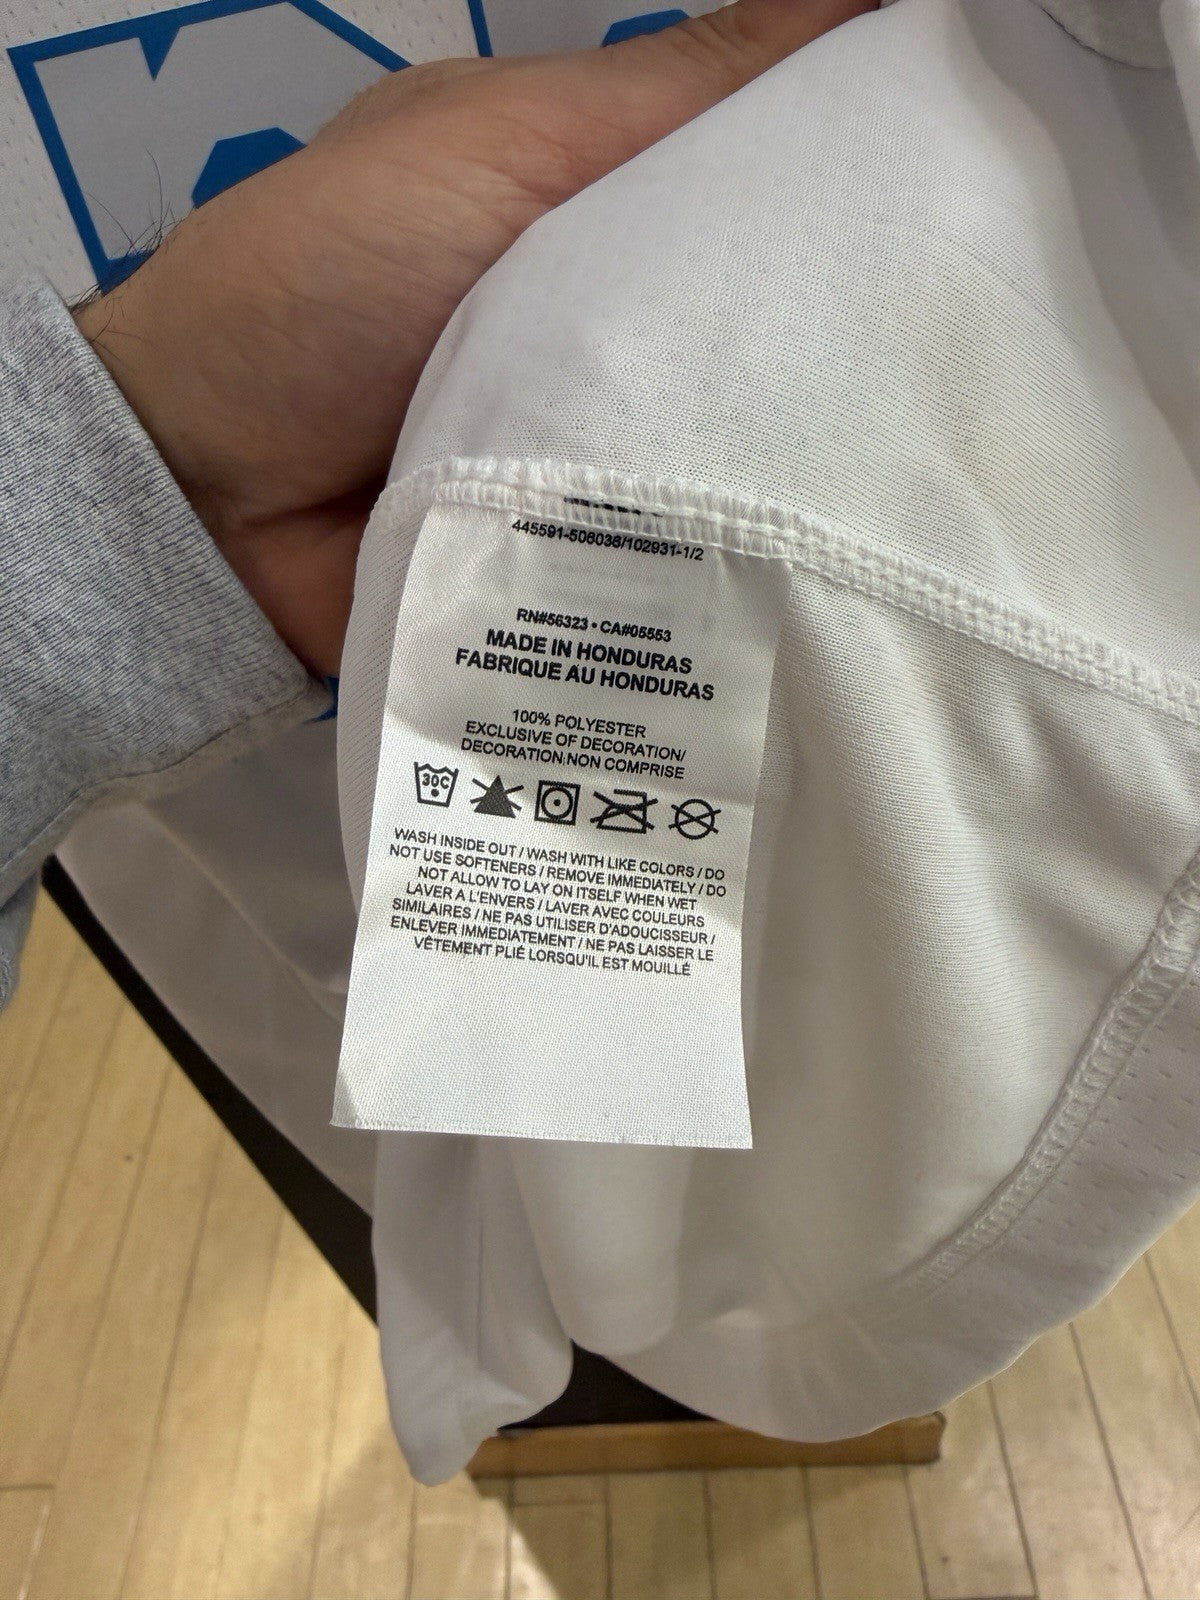 445591-506036/102931-1/2
RN#56323 • CA#05553
MADE IN HONDURAS
FABRIQUE AU HONDURAS
100% POLYESTER
EXCLUSIVE OF DECORATION/
DECORATION NON COMPRISE
30C
WASH INSIDE OUT / WASH WITH LIKE COLORS / DO
NOT USE SOFTENERS / REMOVE IMMEDIATELY / DO
NOT ALLOW TO LAY ON ITSELF WHEN WET
LAVER A L'ENVERS / LAVER AVEC COULEURS
SIMILAIRES / NE PAS UTILISER D'ADOUCISSEUR /
ENLEVER IMMEDIATEMENT / NE PAS LAISSER LE
VÊTEMENT PLIÉ LORSQU'IL EST MOUILLÉ